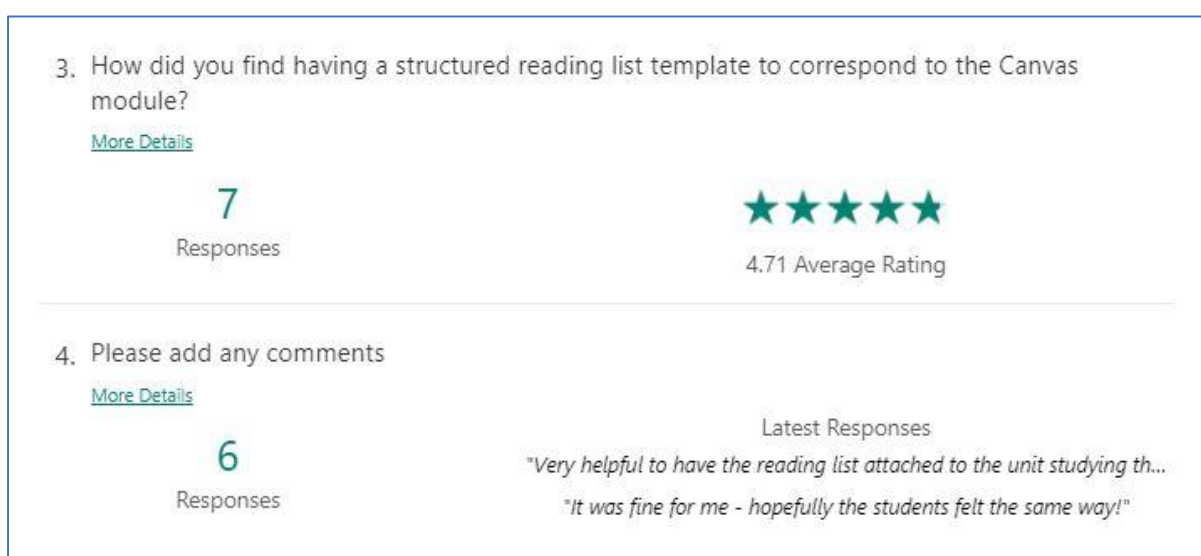 3. How did you find having a structured reading list template to correspond to the Canvas
module?
More Details
7
Responses
4.71 Average Rating
4. Please add any comments
More Details
6
Responses
Latest Responses
"Very helpful to have the reading list attached to the unit studying th...
"It was fine for me - hopefully the students felt the same way!"